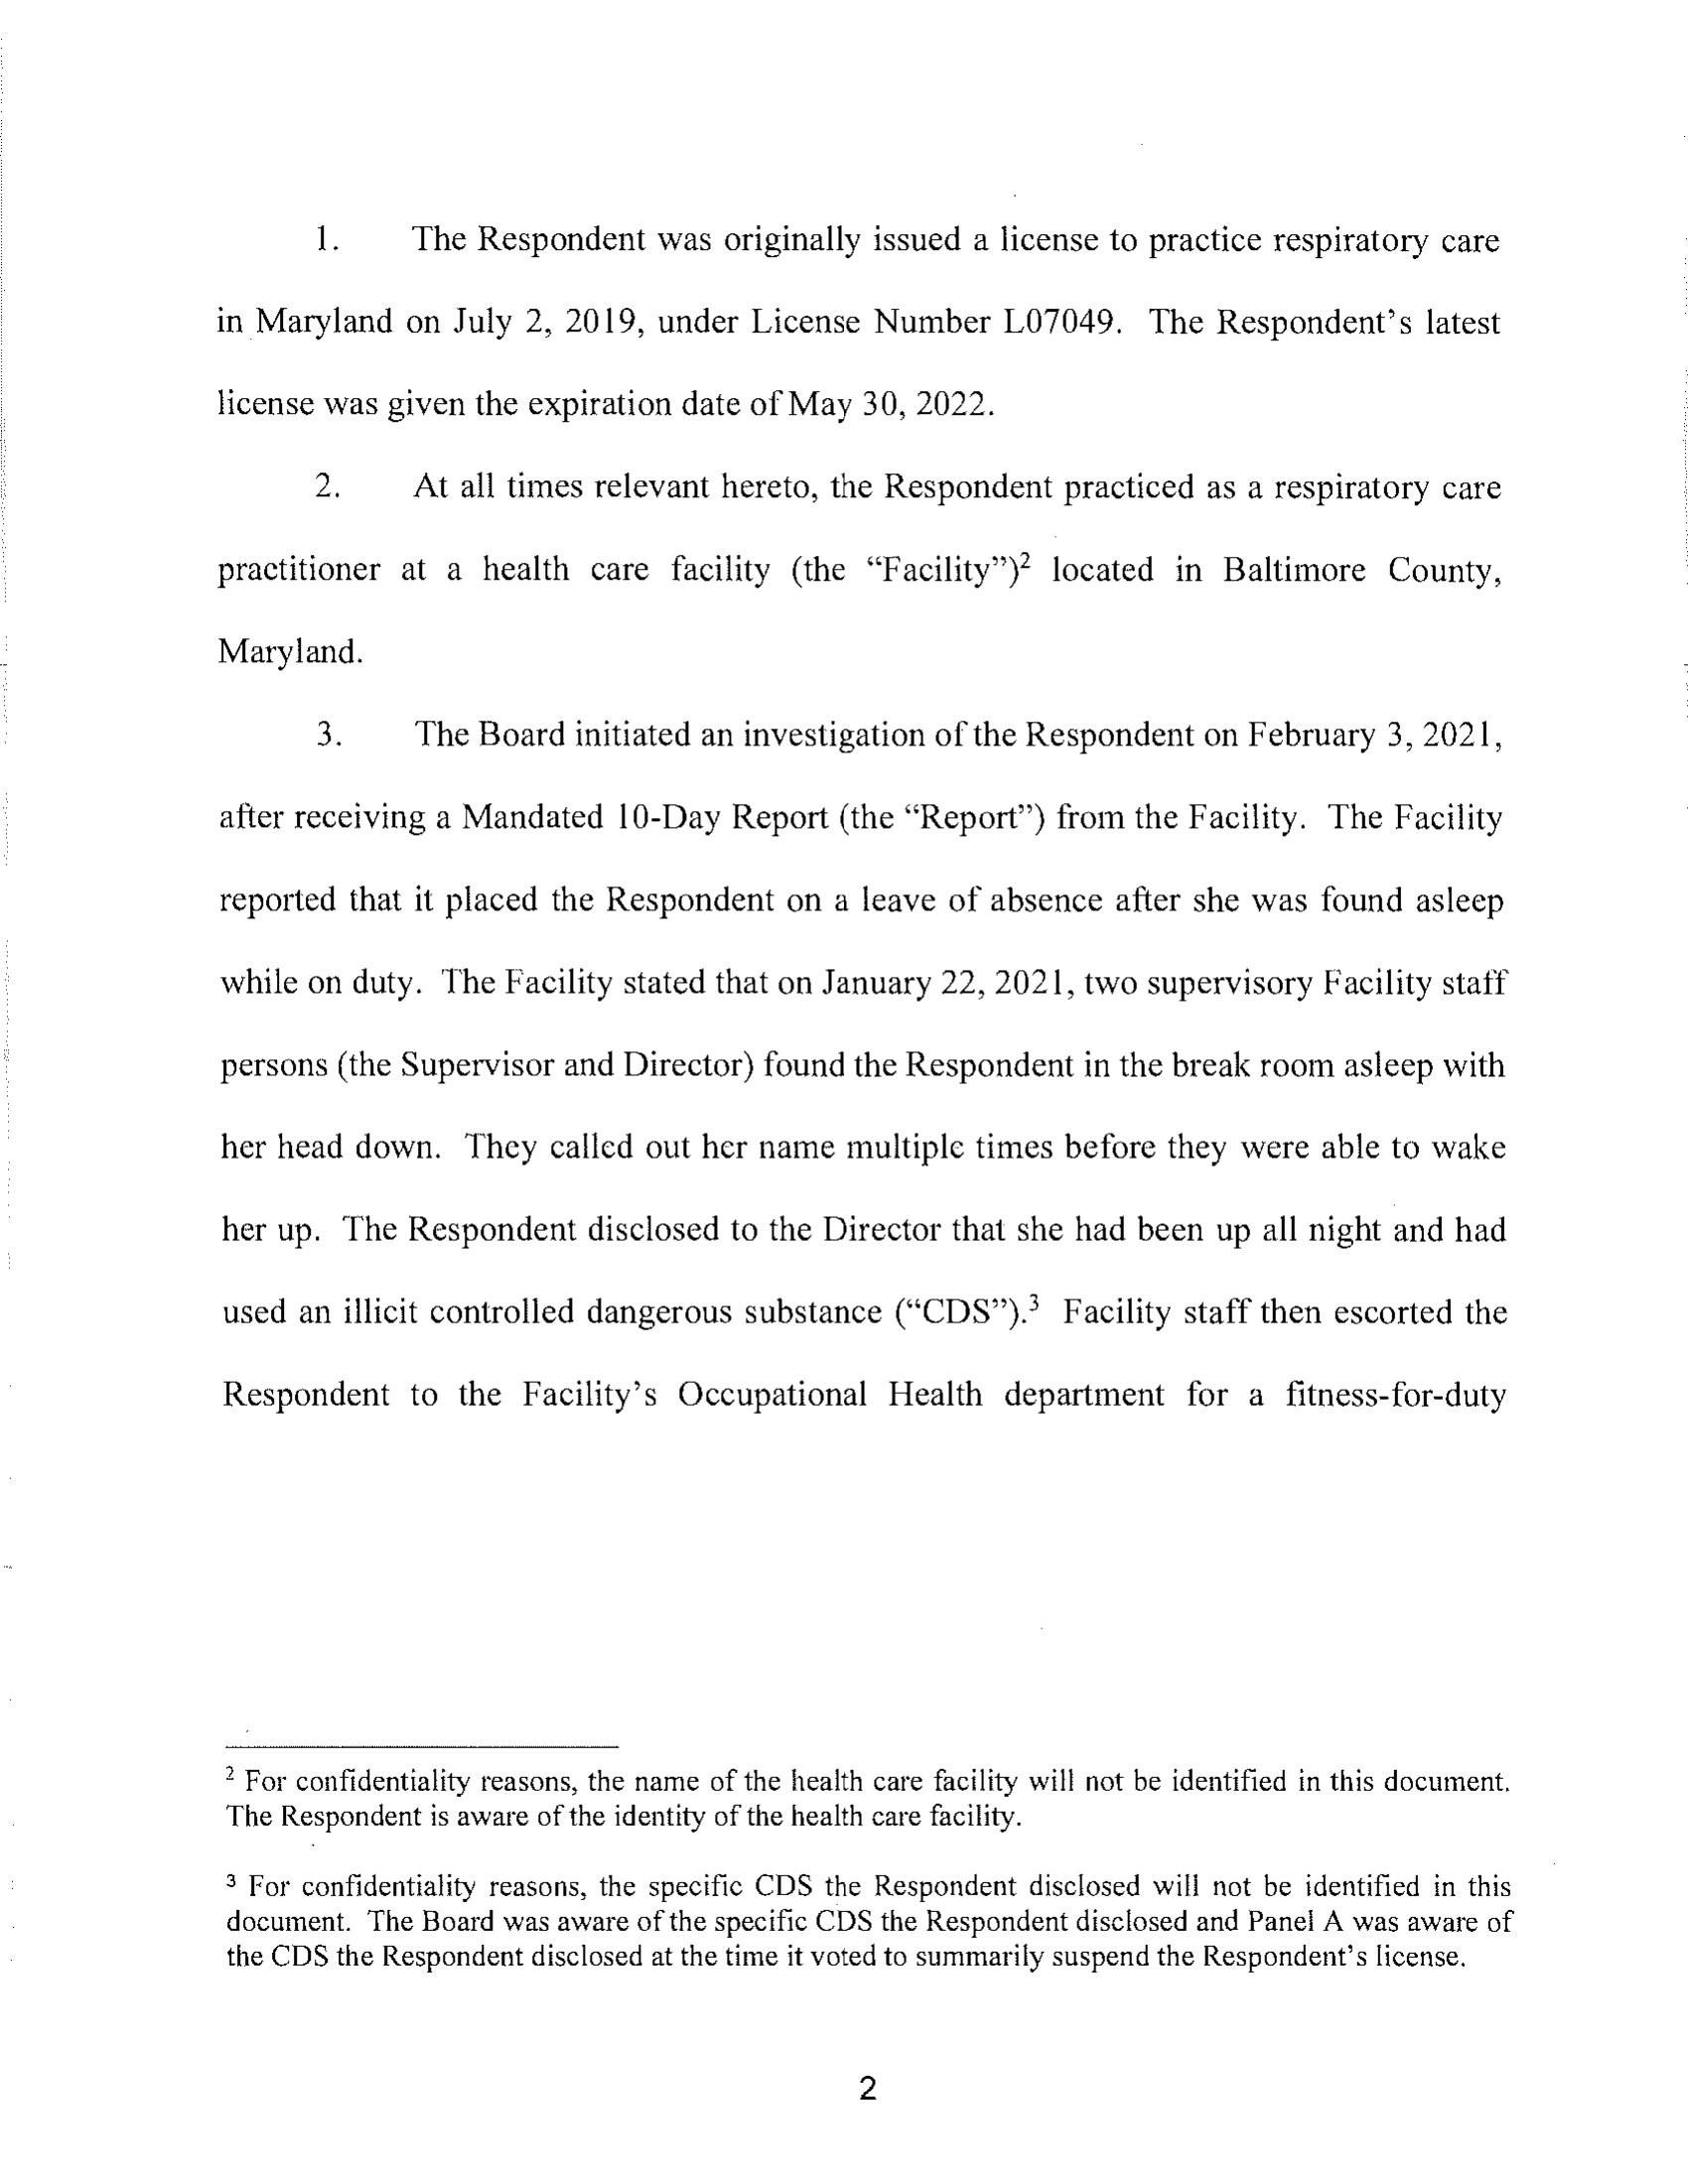 1. The Respondent was originally issued a license to practice respiratory care
in Maryland on July 2, 2019, under License Number L07049. The Respondent's latest
license was given the expiration date of May 30, 2022.
2. At all times relevant hereto, the Respondent practiced as a respiratory care
practitioner at a health care facility (the “Facility”)² located in Baltimore County,
Maryland.
3. The Board initiated an investigation of the Respondent on February 3, 2021,
after receiving a Mandated 10-Day Report (the “Report”) from the Facility. The Facility
reported that it placed the Respondent on a leave of absence after she was found asleep
while on duty. The Facility stated that on January 22, 2021, two supervisory Facility staff
persons (the Supervisor and Director) found the Respondent in the break room asleep with
her head down. They called out her name multiple times before they were able to wake
her up. The Respondent disclosed to the Director that she had been up all night and had
used an illicit controlled dangerous substance (“CDS”).³ Facility staff then escorted the
Respondent to the Facility's Occupational Health department for a fitness-for-duty
² For confidentiality reasons, the name of the health care facility will not be identified in this document.
The Respondent is aware of the identity of the health care facility.
³ For confidentiality reasons, the specific CDS the Respondent disclosed will not be identified in this
document. The Board was aware of the specific CDS the Respondent disclosed and Panel A was aware of
the CDS the Respondent disclosed at the time it voted to summarily suspend the Respondent's license.
2